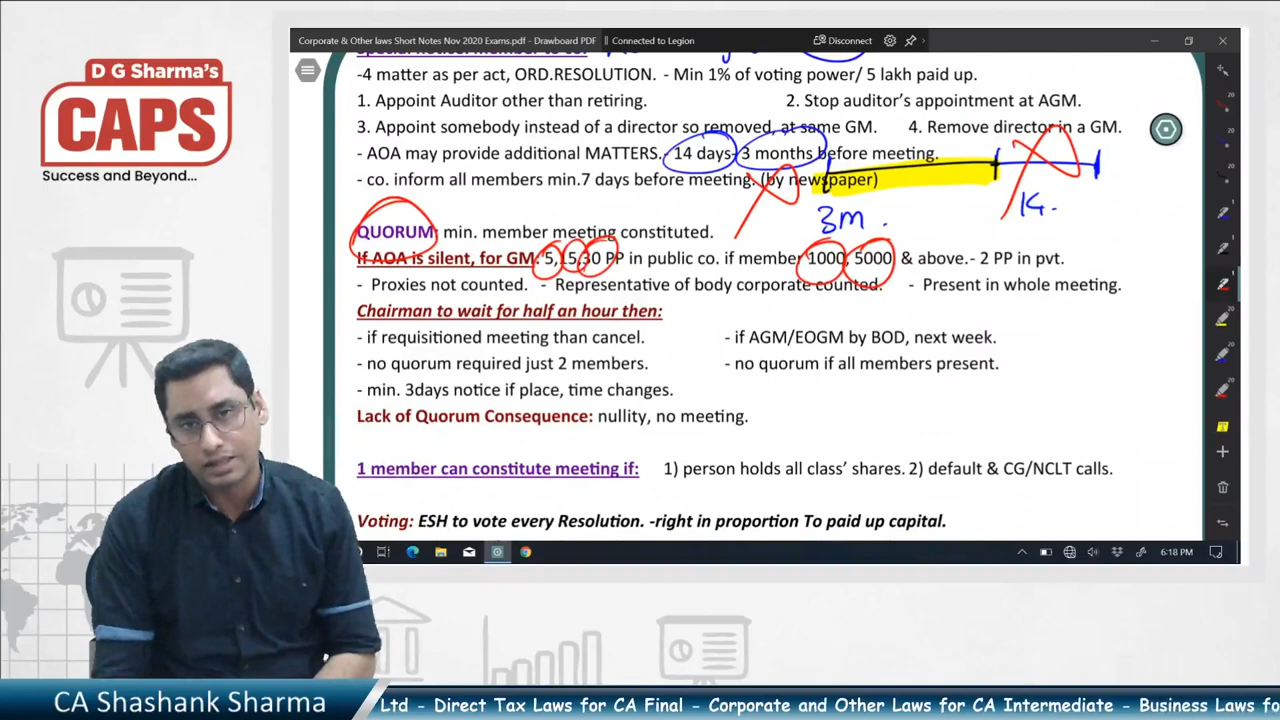 D G Sharma's
CAPS
Success and Beyond...
Corporate & Other laws Short Notes Nov 2020 Exams.pdf - Drawboard PDF
Connected to Legion
Disconnect
-4 matter as per act, ORD.RESOLUTION. - Min 1% of voting power/ 5 lakh paid up.
1. Appoint Auditor other than retiring. 2. Stop auditor's appointment at AGM.
3. Appoint somebody instead of a director so removed, at same GM. 4. Remove director in a GM.
- AOA may provide additional MATTERS. 14 days- 3 months before meeting.
- co. inform all members min.7 days before meeting. (by newspaper)
3m 14.
QUORUM: min. member meeting constituted.
If AOA is silent, for GM. 5,15,30 PP in public co. if member 1000, 5000 & above.- 2 PP in pvt.
- Proxies not counted. - Representative of body corporate counted. - Present in whole meeting.
Chairman to wait for half an hour then:
- if requisitioned meeting than cancel. - if AGM/EOGM by BOD, next week.
- no quorum required just 2 members. - no quorum if all members present.
- min. 3days notice if place, time changes.
Lack of Quorum Consequence: nullity, no meeting.
1 member can constitute meeting if: 1) person holds all class' shares. 2) default & CG/NCLT calls.
Voting: ESH to vote every Resolution. -right in proportion To paid up capital.
6:18 PM
CA Shashank Sharma
Ltd - Direct Tax Laws for CA Final - Corporate and Other Laws for CA Intermediate - Business Laws fo